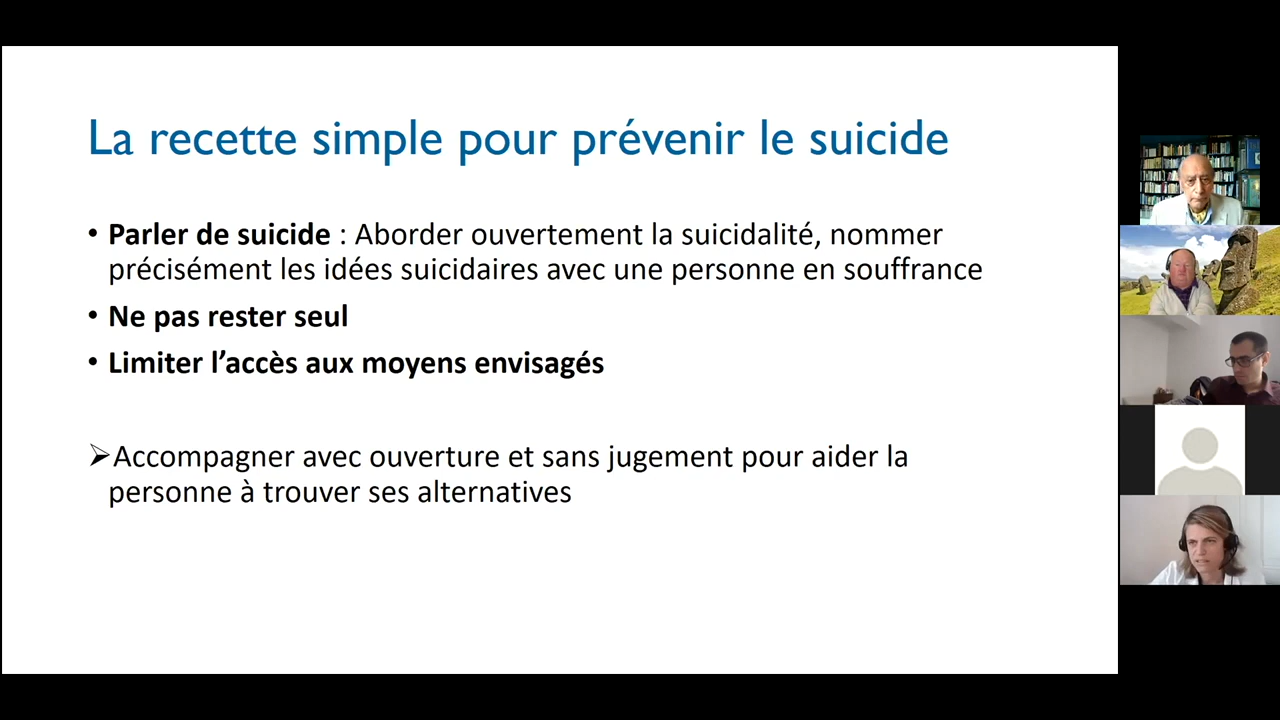 La recette simple pour prévenir le suicide
• Parler de suicide : Aborder ouvertement la suicidalité, nommer
précisément les idées suicidaires avec une personne en souffrance
• Ne pas rester seul
• Limiter l’accès aux moyens envisagés
➢Accompagner avec ouverture et sans jugement pour aider la
personne à trouver ses alternatives